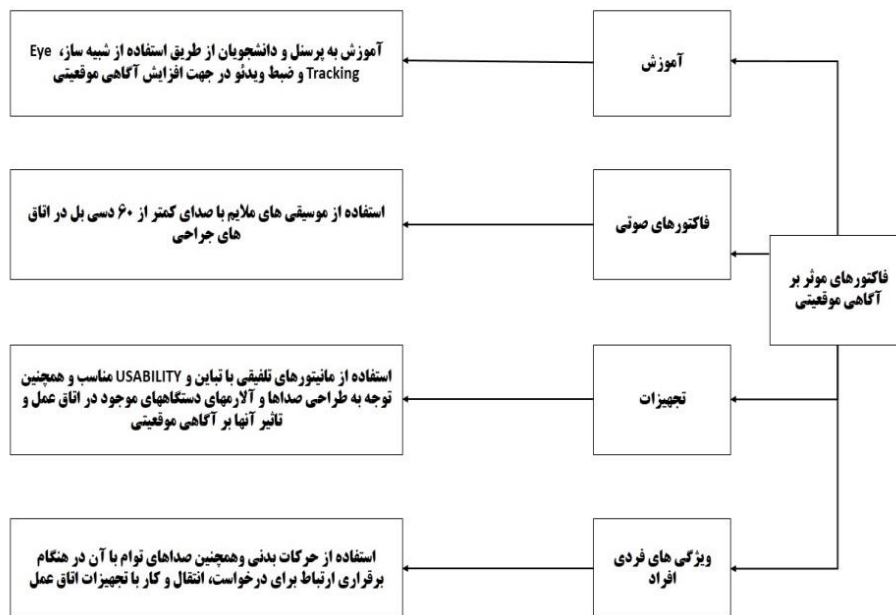 فاکتورهای موثر بر
آگاهی موقعیتی
آموزش
آموزش به پرسنل و دانشجویان از طریق استفاده از شبیه ساز، Eye
Tracking و ضبط ویدئو در جهت افزایش آگاهی موقعیتی
فاکتورهای صوتی
استفاده از موسیقی های ملایم با صدای کمتر از ۶۰ دسی بل در اتاق
های جراحی
تجهیزات
استفاده از مانیتورهای تلفیقی با تباین و USABILITY مناسب و همچنین
توجه به طراحی صداها و آلارمهای دستگاههای موجود در اتاق عمل و
تاثیر آنها بر آگاهی موقعیتی
ویژگی های فردی
افراد
استفاده از حرکات بدنی وهمچنین صداهای توام با آن در هنگام
برقراری ارتباط برای درخواست، انتقال و کار با تجهیزات اتاق عمل